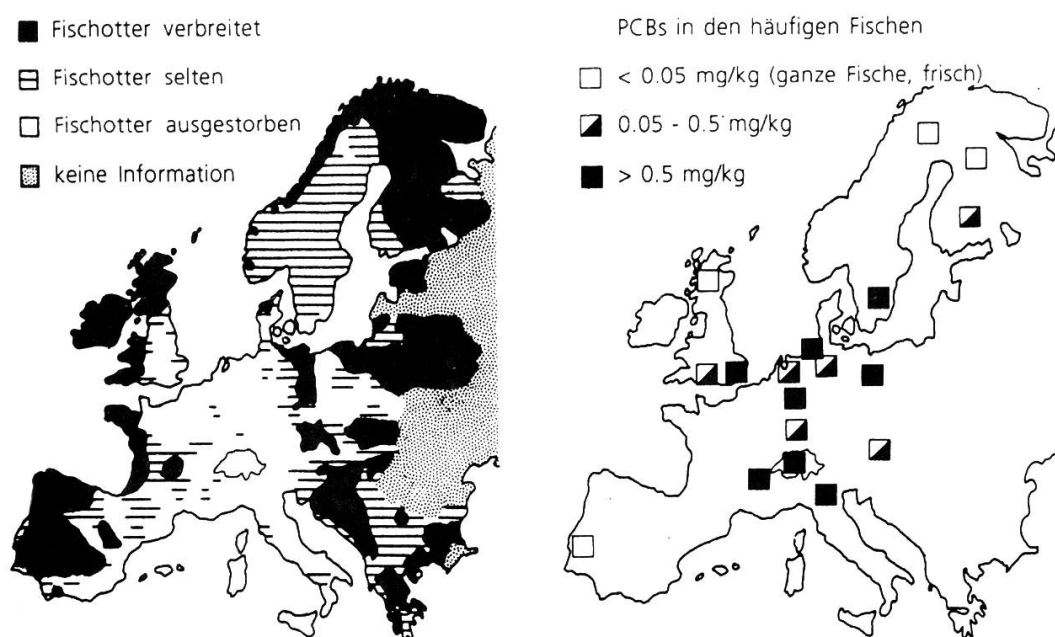 Fischotter verbreitet
Fischotter selten
Fischotter ausgestorben
keine Information
PCBs in den häufigen Fischen
< 0.05 mg/kg (ganze Fische, frisch)
0.05 - 0.5 mg/kg
> 0.5 mg/kg